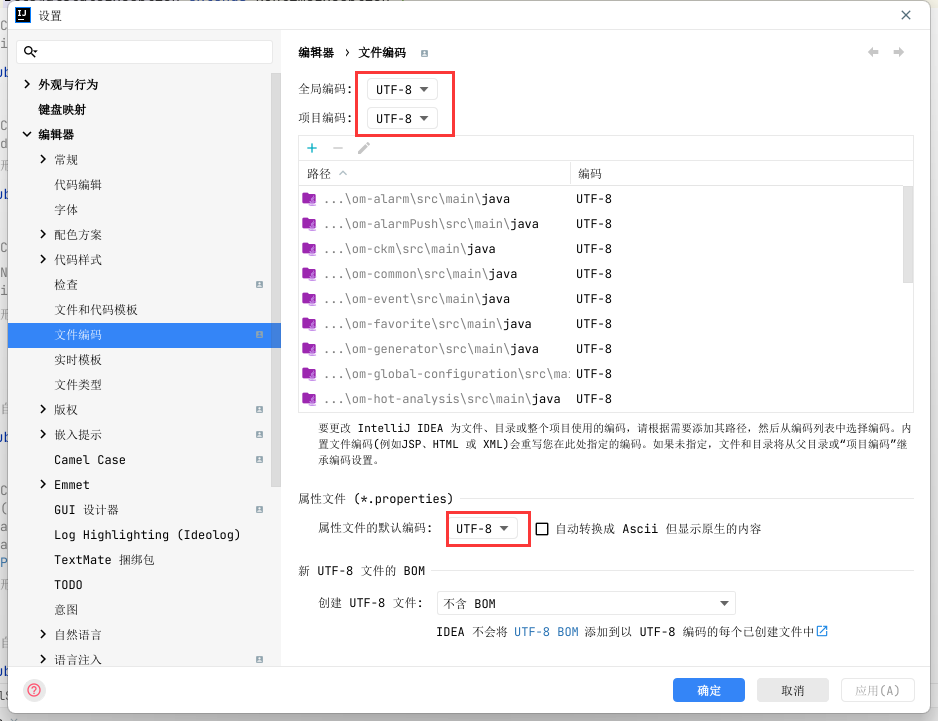 设置
编辑器 › 文件编码
全局编码: UTF-8
项目编码: UTF-8
外观与行为
键盘映射
编辑器
常规
代码编辑
字体
配色方案
代码样式
检查
文件和代码模板
文件编码
实时模板
文件类型
版权
嵌入提示
Camel Case
Emmet
GUI 设计器
Log Highlighting (Ideolog)
TextMate 捆绑包
TODO
意图
自然语言
语言注入
路径 编码
...\om-alarm\src\main\java UTF-8
...\om-alarmPush\src\main\java UTF-8
...\om-ckm\src\main\java UTF-8
...\om-common\src\main\java UTF-8
...\om-event\src\main\java UTF-8
...\om-favorite\src\main\java UTF-8
...\om-generator\src\main\java UTF-8
...\om-global-configuration\src\mai UTF-8
...\om-hot-analysis\src\main\java UTF-8
要更改 IntelliJ IDEA 为文件、目录或整个项目使用的编码，请根据需要添加其路径，然后从编码列表中选择编码。内
置文件编码(例如JSP、HTML 或 XML)会重写您在此处指定的编码。如果未指定，文件和目录将从父目录或“项目编码”继
承编码设置。
属性文件 (*.properties)
属性文件的默认编码: UTF-8 自动转换成 Ascii 但显示原生的内容
新 UTF-8 文件的 BOM
创建 UTF-8 文件: 不含 BOM
IDEA 不会将 UTF-8 BOM 添加到以 UTF-8 编码的每个已创建文件中
确定 取消 应用(A)